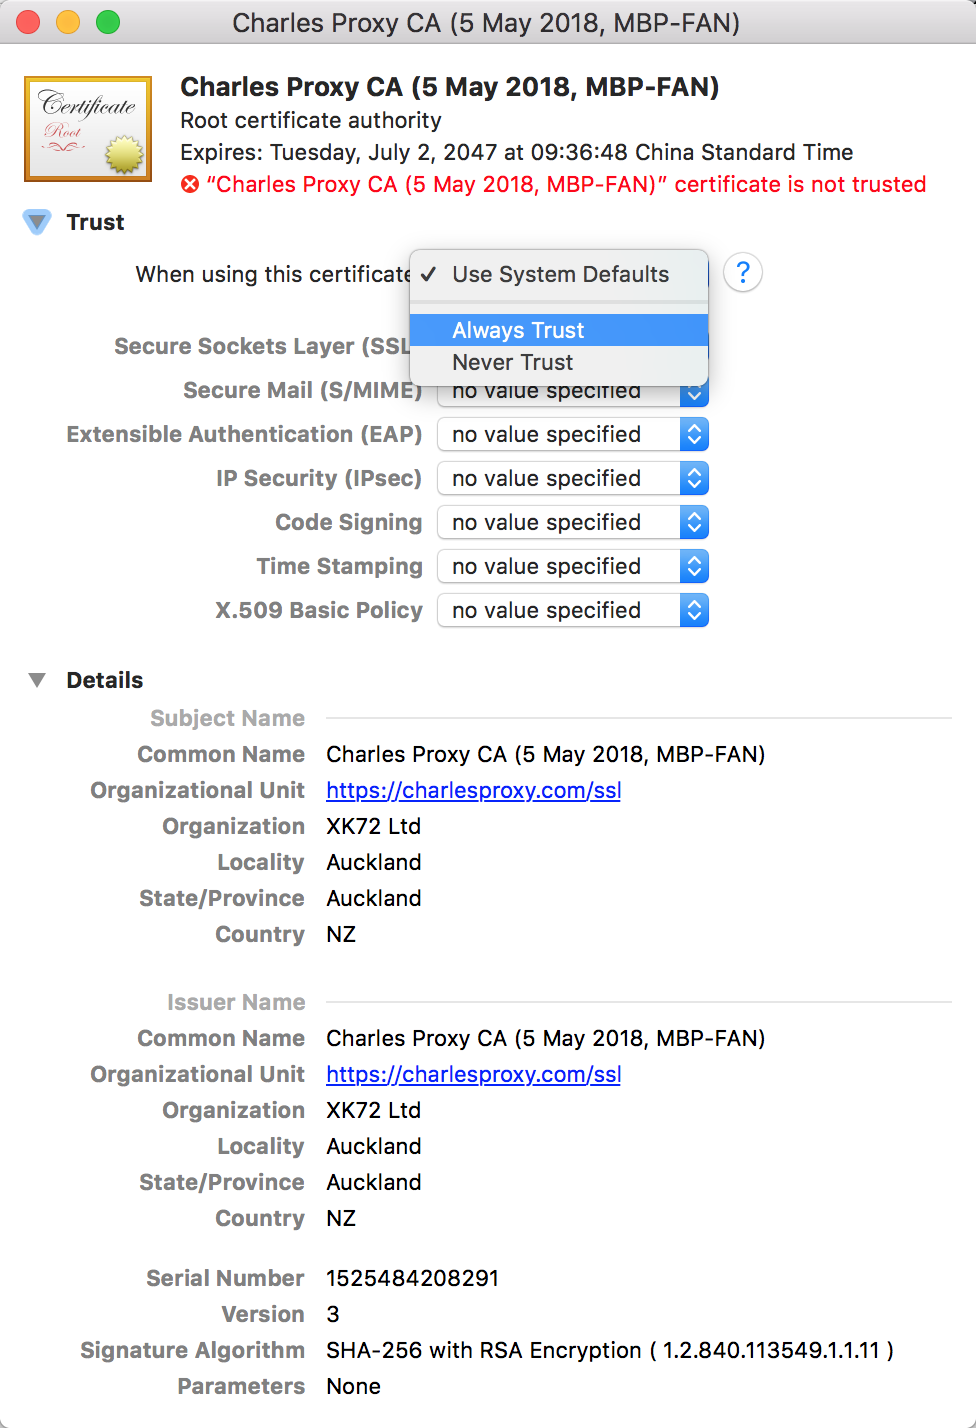 Charles Proxy CA (5 May 2018, MBP-FAN)
Certificate
Root
Charles Proxy CA (5 May 2018, MBP-FAN)
Root certificate authority
Expires: Tuesday, July 2, 2047 at 09:36:48 China Standard Time
“Charles Proxy CA (5 May 2018, MBP-FAN)” certificate is not trusted
Trust
When using this certificate ✓ Use System Defaults ?
Always Trust
Secure Sockets Layer (SSL
Never Trust
Secure Mail (S/MIME) no value specified
Extensible Authentication (EAP) no value specified
IP Security (IPsec) no value specified
Code Signing no value specified
Time Stamping no value specified
X.509 Basic Policy no value specified
Details
Subject Name
Common Name Charles Proxy CA (5 May 2018, MBP-FAN)
Organizational Unit https://charlesproxy.com/ssl
Organization XK72 Ltd
Locality Auckland
State/Province Auckland
Country NZ
Issuer Name
Common Name Charles Proxy CA (5 May 2018, MBP-FAN)
Organizational Unit https://charlesproxy.com/ssl
Organization XK72 Ltd
Locality Auckland
State/Province Auckland
Country NZ
Serial Number 1525484208291
Version 3
Signature Algorithm SHA-256 with RSA Encryption ( 1.2.840.113549.1.1.11 )
Parameters None